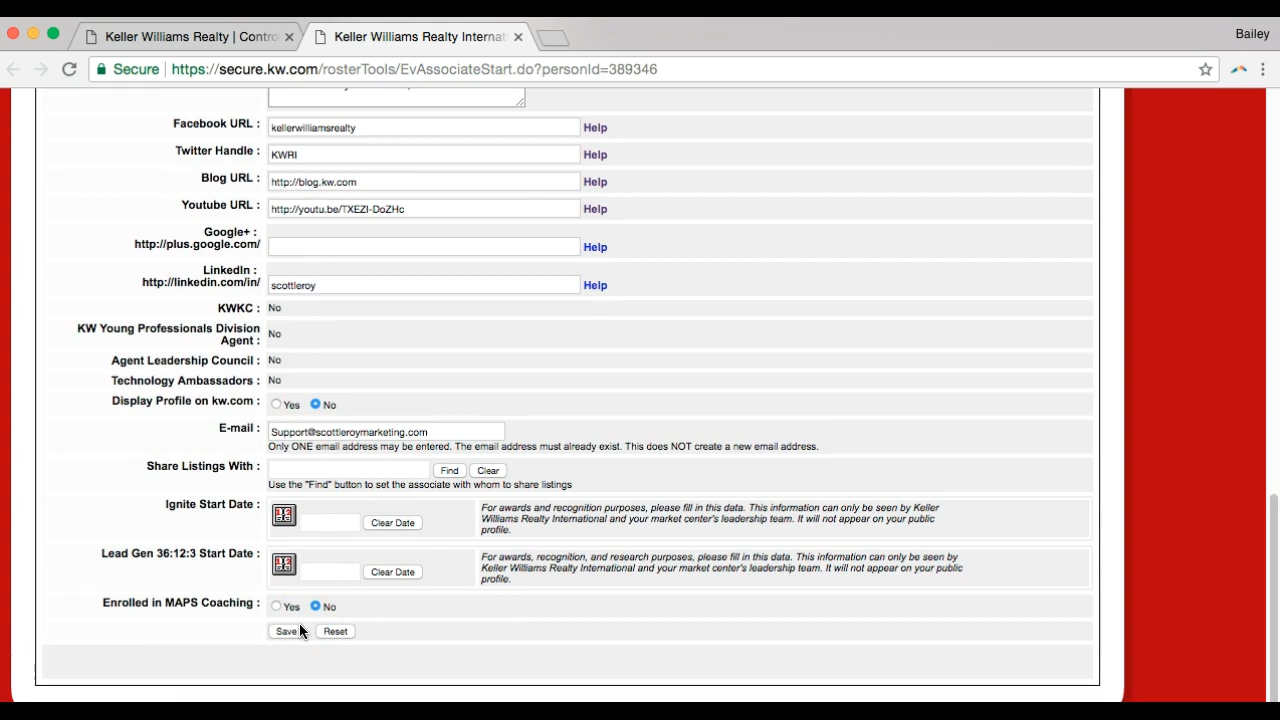 Keller Williams Realty | Contro
Keller Williams Realty Internat
Bailey
Secure | https://secure.kw.com/rosterTools/EvAssociateStart.do?personId=389346
Facebook URL : kellerwilliamsrealty Help
Twitter Handle : KWRI Help
Blog URL : http://blog.kw.com Help
Youtube URL : http://youtu.be/TXEZI-DoZHc Help
Google+ :
http://plus.google.com/ Help
LinkedIn :
http://linkedin.com/in/ scottleroy Help
KWKC : No
KW Young Professionals Division
Agent : No
Agent Leadership Council : No
Technology Ambassadors : No
Display Profile on kw.com : Yes No
E-mail : Support@scottleroymarketing.com
Only ONE email address may be entered. The email address must already exist. This does NOT create a new email address.
Share Listings With : Find Clear
Use the "Find" button to set the associate with whom to share listings
Ignite Start Date : Clear Date
For awards and recognition purposes, please fill in this data. This information can only be seen by Keller
Williams Realty International and your market center's leadership team. It will not appear on your public
profile.
Lead Gen 36:12:3 Start Date : Clear Date
For awards, recognition, and research purposes, please fill in this data. This information can only be seen by
Keller Williams Realty International and your market center's leadership team. It will not appear on your public
profile.
Enrolled in MAPS Coaching : Yes No
Save Reset